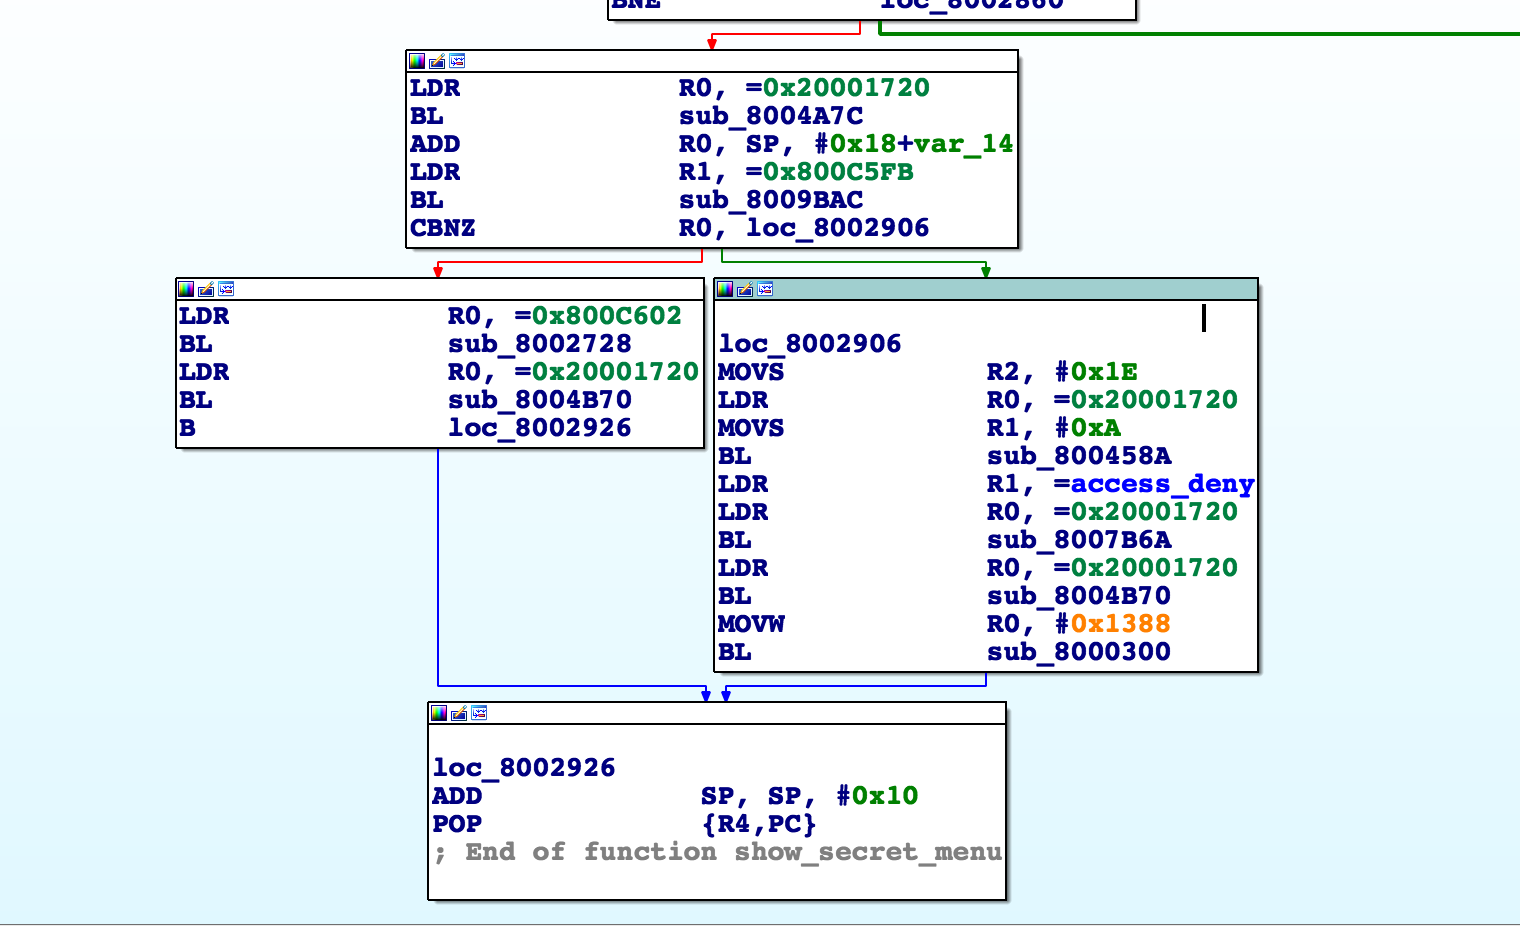 BNE loc_8002860
LDR R0, =0x20001720
BL sub_8004A7C
ADD R0, SP, #0x18+var_14
LDR R1, =0x800C5FB
BL sub_8009BAC
CBNZ R0, loc_8002906
LDR R0, =0x800C602
BL sub_8002728
LDR R0, =0x20001720
BL sub_8004B70
B loc_8002926
loc_8002906
MOVS R2, #0x1E
LDR R0, =0x20001720
MOVS R1, #0xA
BL sub_800458A
LDR R1, =access_deny
LDR R0, =0x20001720
BL sub_8007B6A
LDR R0, =0x20001720
BL sub_8004B70
MOVW R0, #0x1388
BL sub_8000300
loc_8002926
ADD SP, SP, #0x10
POP {R4,PC}
; End of function show_secret_menu